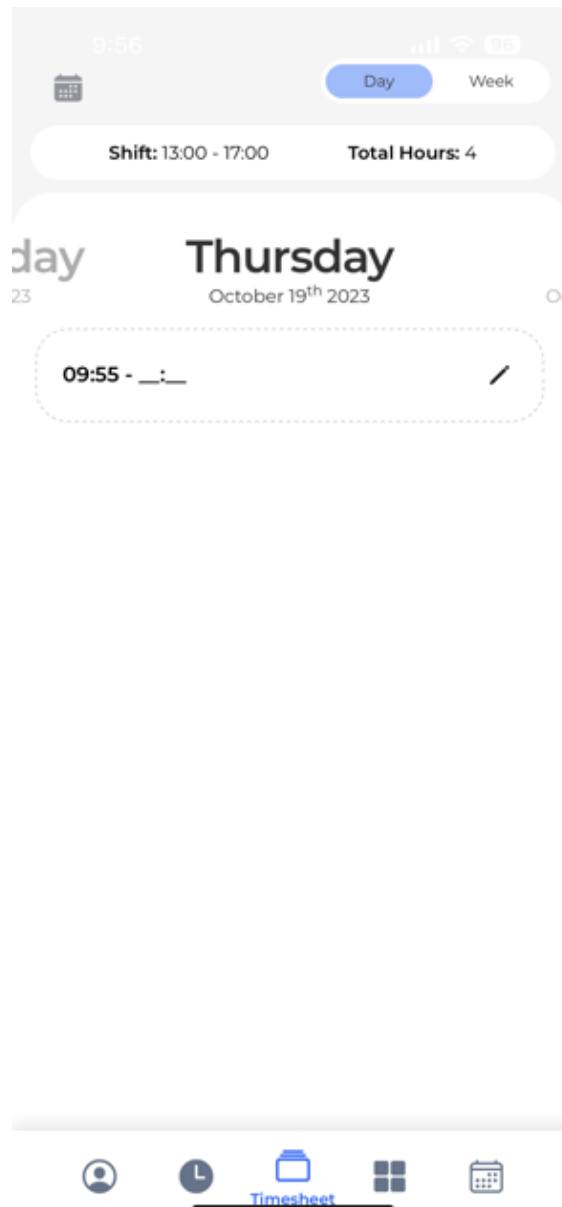 9:56
96
Day Week
Shift: 13:00 - 17:00 Total Hours: 4
day Thursday
23 October 19th 2023 O
09:55 - __:__
Timesheet